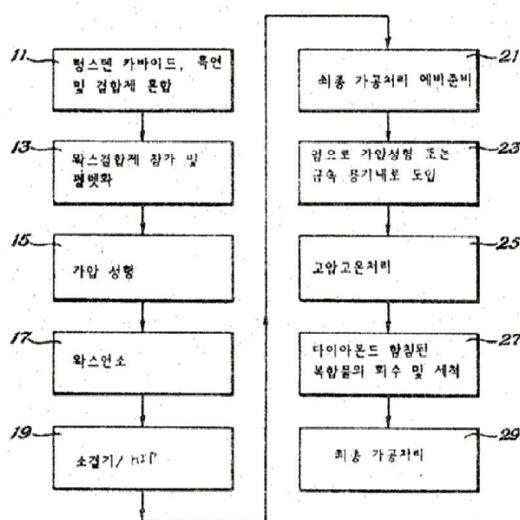 11
텅스텐 카바이드, 흑연
및 결합제 혼합
13
왁스결합제 첨가 및
펠렛화
15
가압 성형
17
왁스연소
19
소결기/ HIP
21
최종 가공처리 예비준비
23
가압성형 또는
금속 용기내로 도입
25
고압고온처리
27
다이아몬드 함침된
복합물의 회수 및 세척
29
최종 가공처리